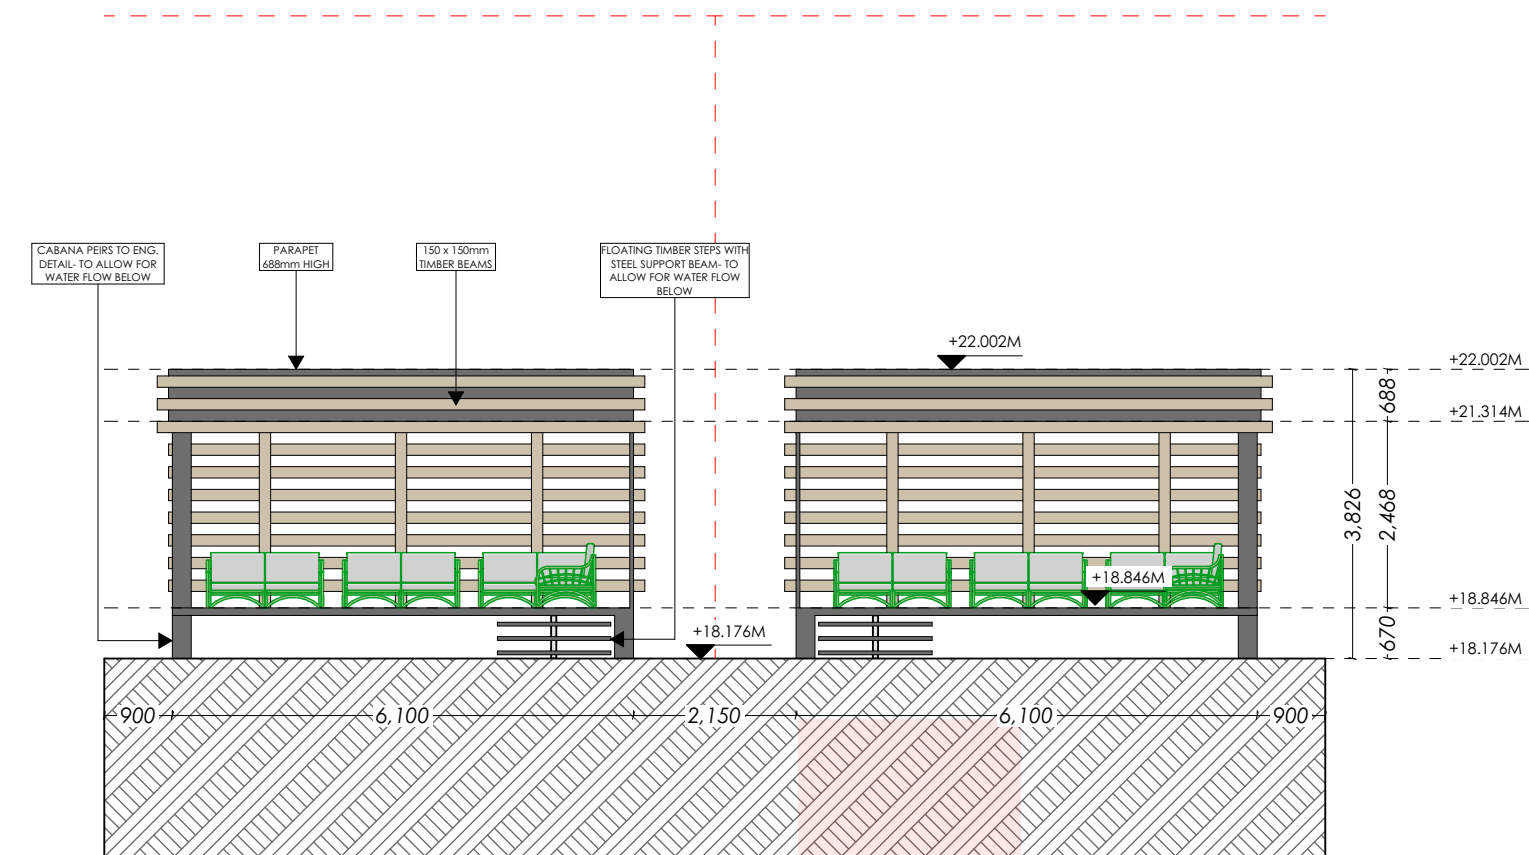 CABANA PEIRS TO ENG.
DETAIL- TO ALLOW FOR
WATER FLOW BELOW
PARAPET
688mm HIGH
150 x 150mm
TIMBER BEAMS
FLOATING TIMBER STEPS WITH
STEEL SUPPORT BEAM- TO
ALLOW FOR WATER FLOW
BELOW
+22.002M
+22.002M
688
+21.314M
3,826
2,468
+18.846M
+18.846M
+18.176M
670
+18.176M
900
6,100
2,150
6,100
900